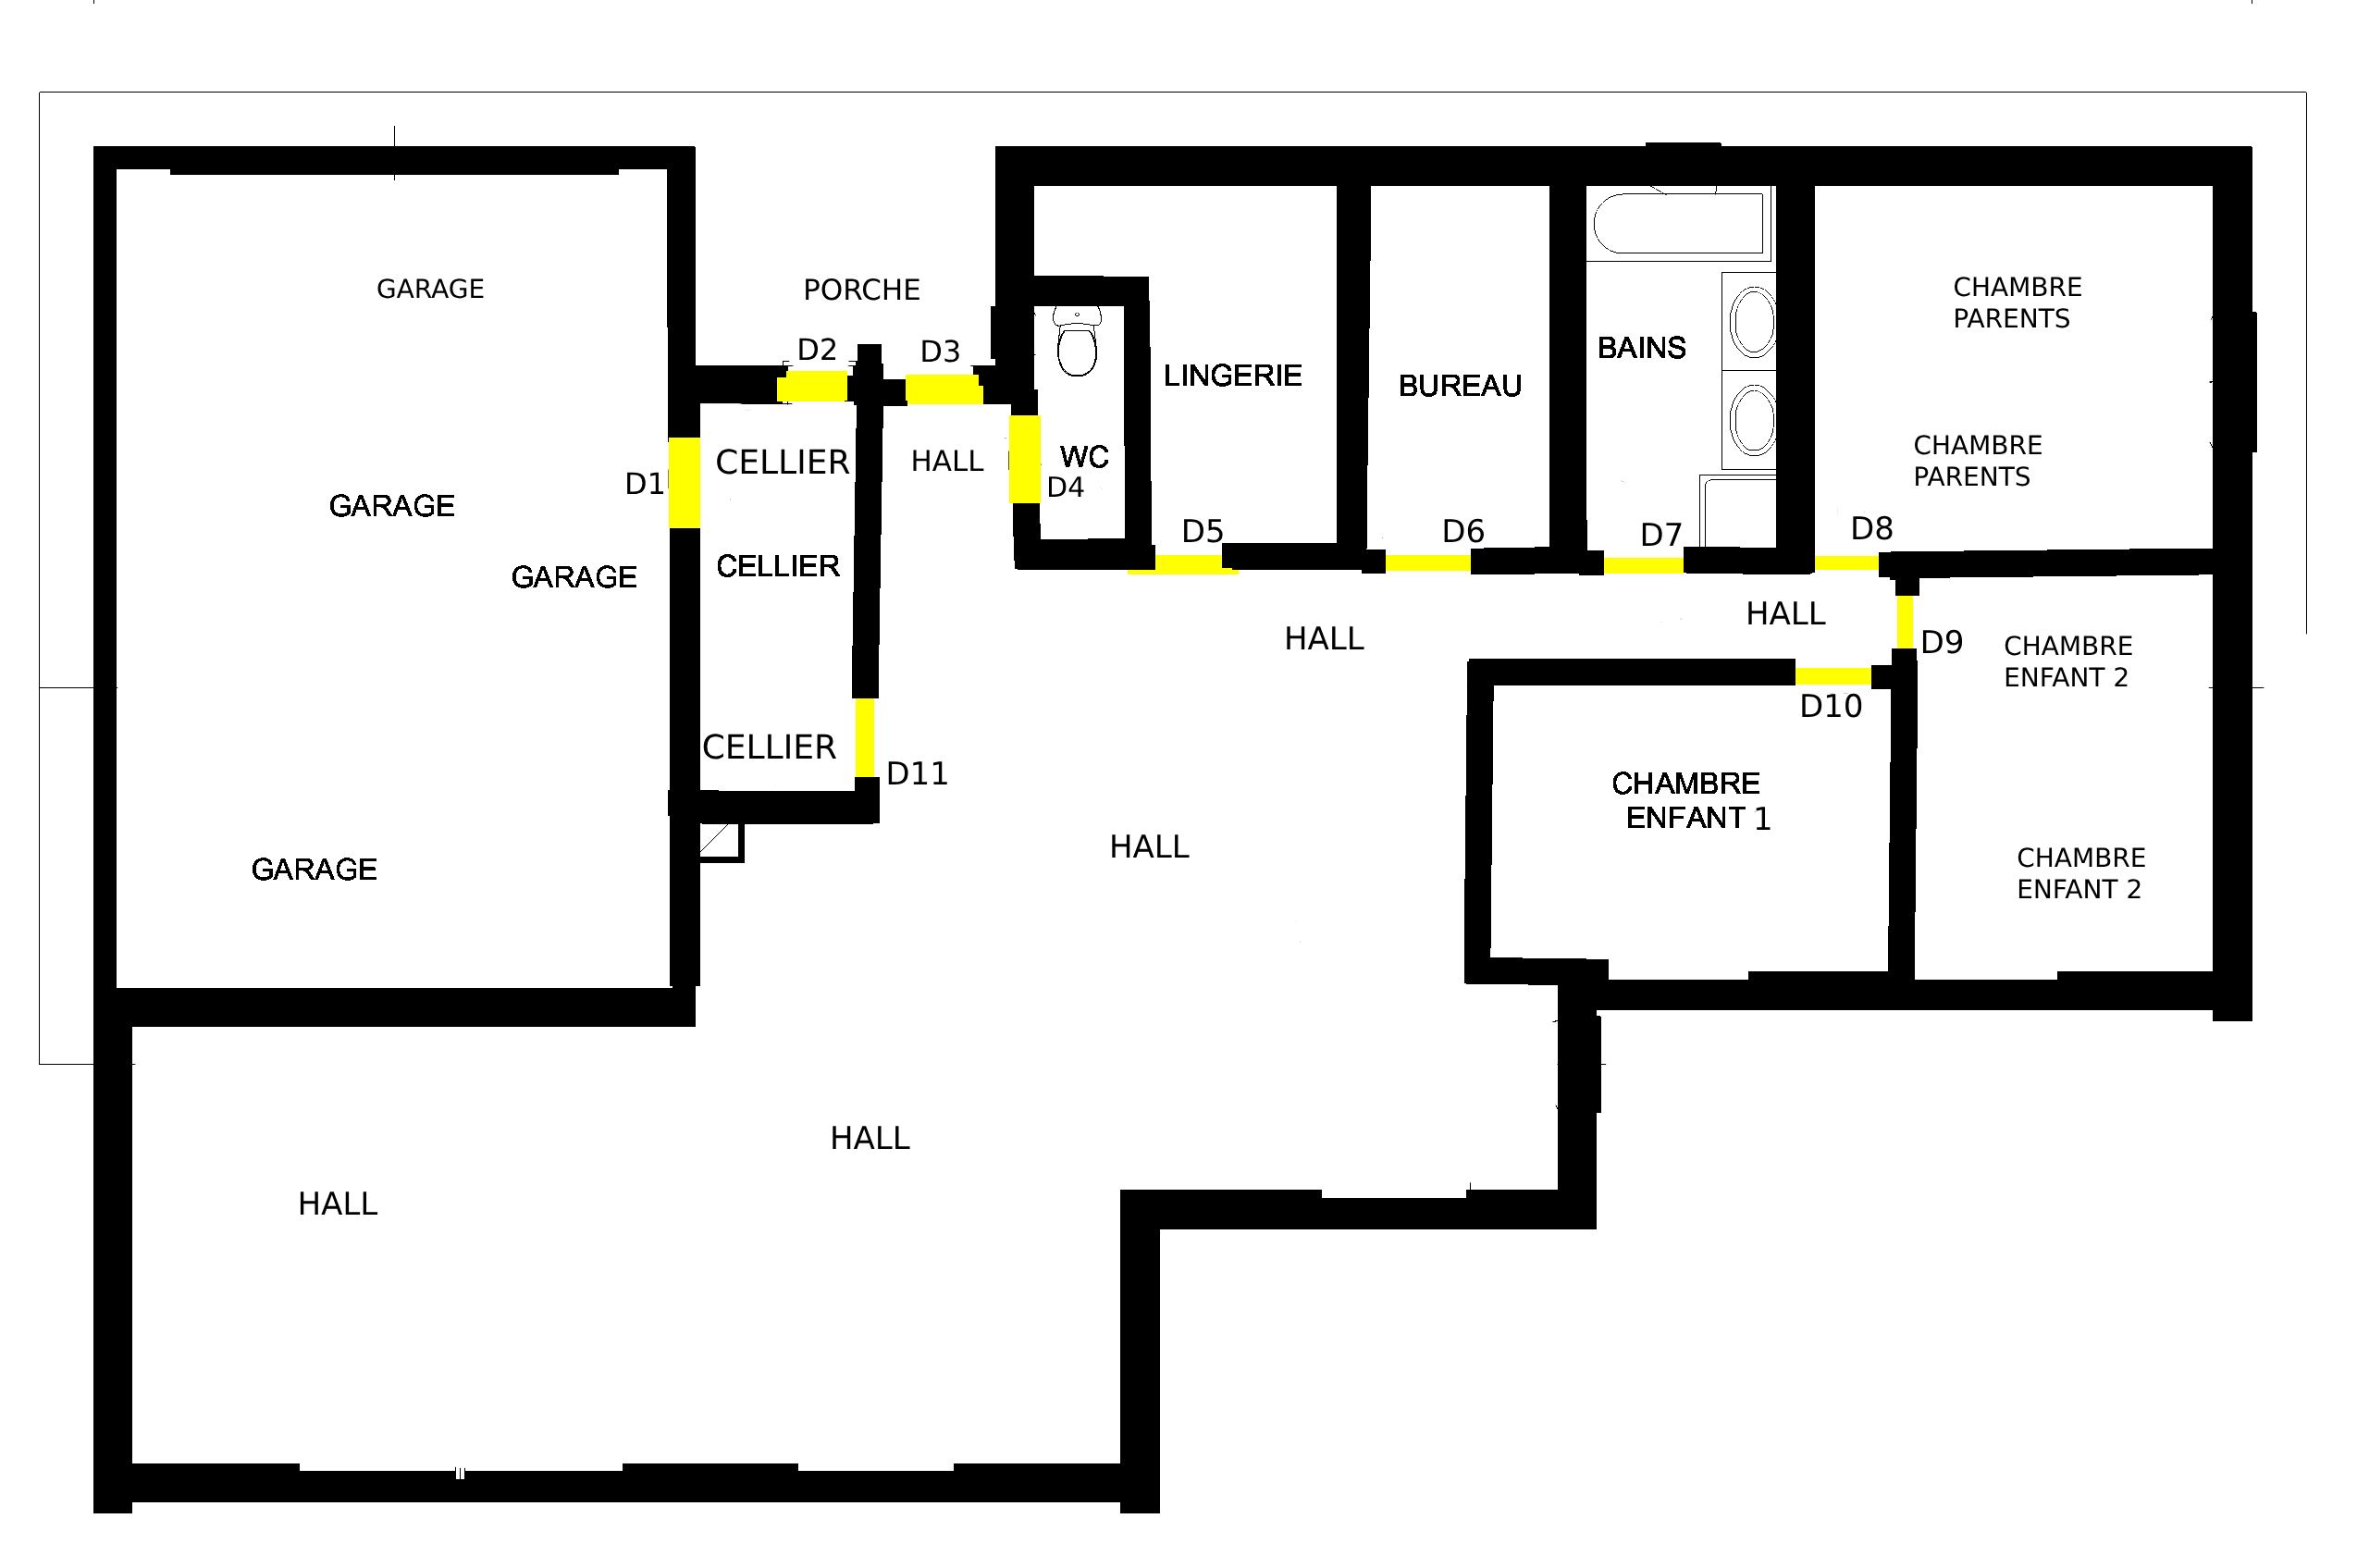 GARAGE
PORCHE
CHAMBRE
PARENTS
D2
D3
BAINS
LINGERIE
BUREAU
CELLIER
HALL
WC
CHAMBRE
PARENTS
D1
D4
GARAGE
D5
D6
D7
D8
CELLIER
GARAGE
HALL
HALL
D9
CHAMBRE
ENFANT 2
D10
CELLIER
D11
CHAMBRE
ENFANT 1
HALL
GARAGE
CHAMBRE
ENFANT 2
HALL
HALL